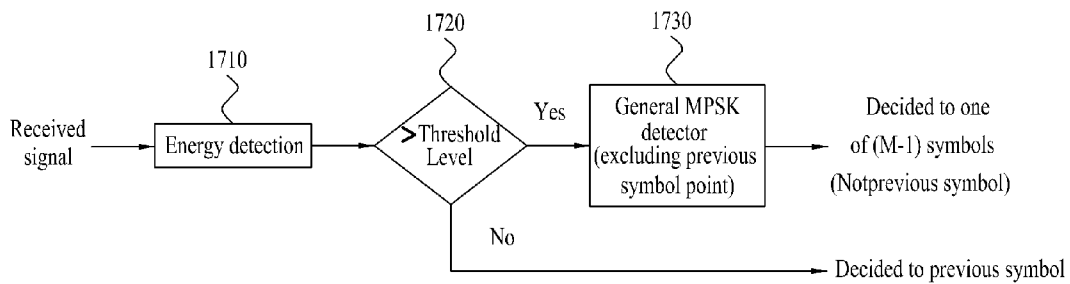 1710
1720
1730
Received
signal
Energy detection
>Threshold
Level
Yes
No
General MPSK
detector
(excluding previous
symbol point)
Decided to one
of (M-1) symbols
(Notprevious symbol)
Decided to previous symbol